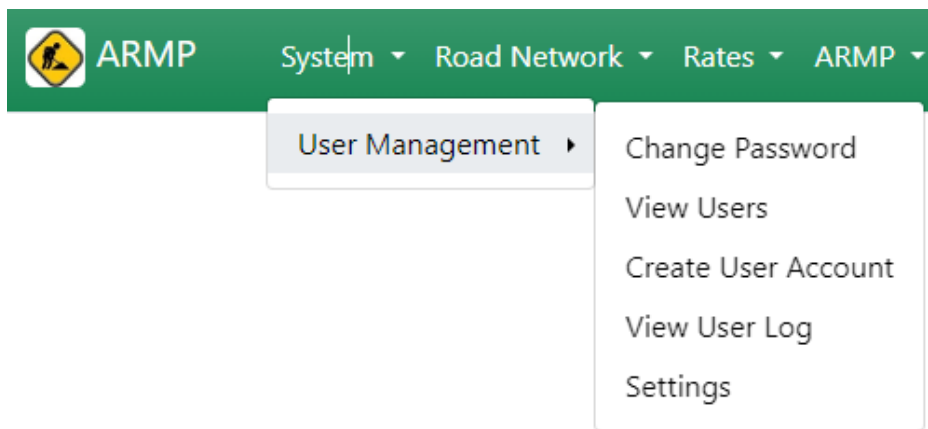 ARMP System Road Network Rates ARMP
User Management Change Password
View Users
Create User Account
View User Log
Settings